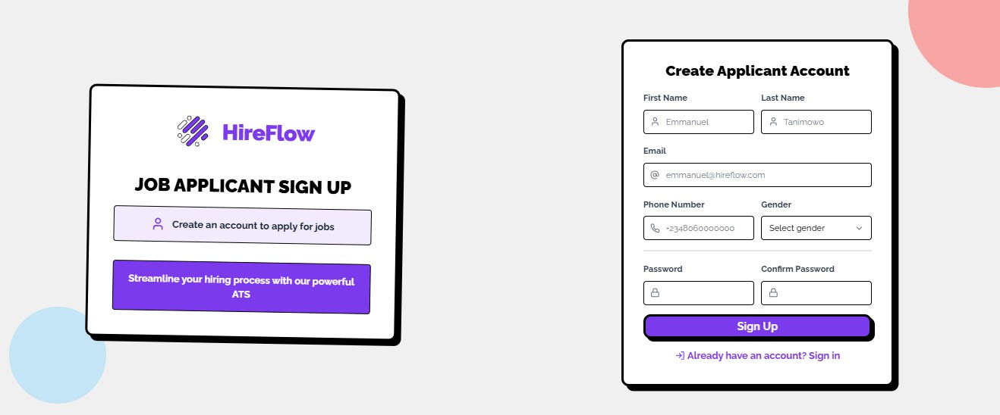 HireFlow
JOB APPLICANT SIGN UP
Create an account to apply for jobs
Streamline your hiring process with our powerful
ATS
Create Applicant Account
First Name
Last Name
Emmanuel
Tanimowo
Email
emmanuel@hireflow.com
Phone Number
Gender
+2348060000000
Select gender
Password
Confirm Password
Sign Up
Already have an account? Sign in